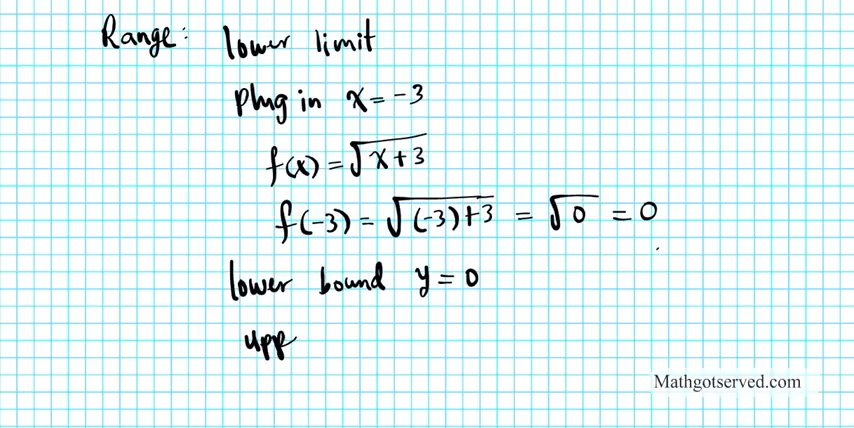 Range: lower limit
plug in x = -3
f(x) = √x+3
f(-3) = √(-3)+3 = √0 = 0
lower bound y = 0
upp
Mathgotserved.com